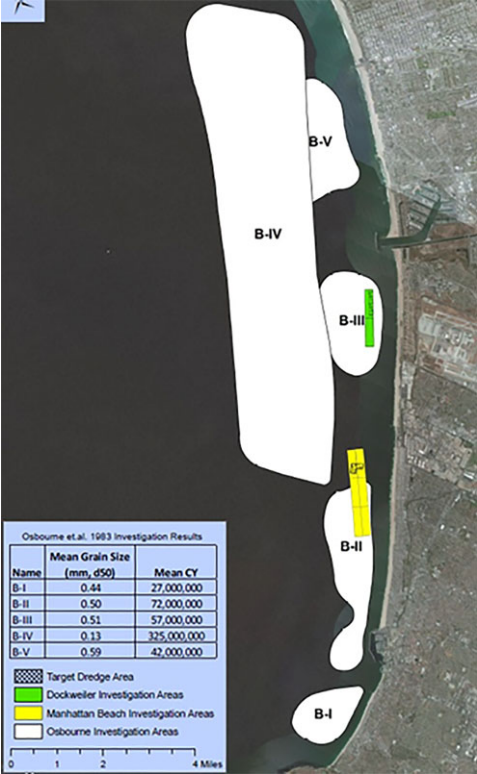 B-V
B-IV
B-III
B-II
B-I
Osbourne et.al. 1983 Investigation Results
Name Mean Grain Size (mm, d50) Mean CY
B-I 0.44 27,000,000
B-II 0.50 72,000,000
B-III 0.51 57,000,000
B-IV 0.13 325,000,000
B-V 0.59 42,000,000
Target Dredge Area
Dockweiler Investigation Areas
Manhattan Beach Investigation Areas
Osbourne Investigation Areas
0 1 2 4 Miles